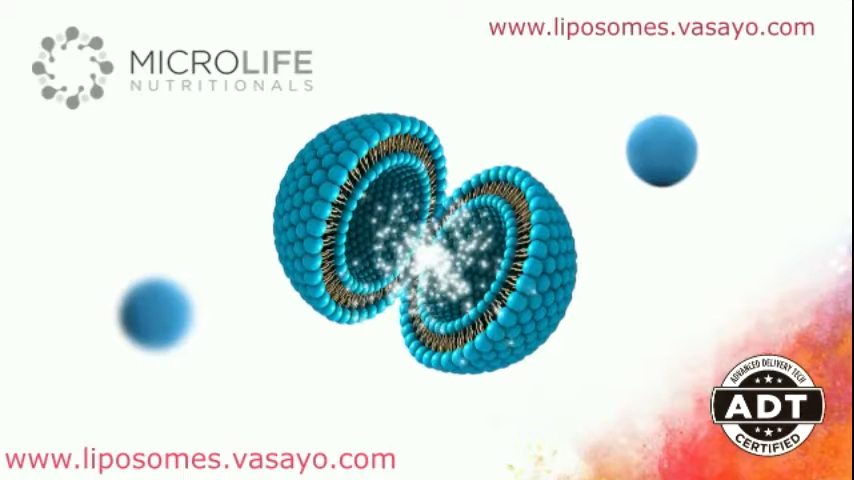 www.liposomes.vasayo.com
MICROLIFE
NUTRITIONALS
ADVANCED DELIVERY TECH
ADT
CERTIFIED
www.liposomes.vasayo.com